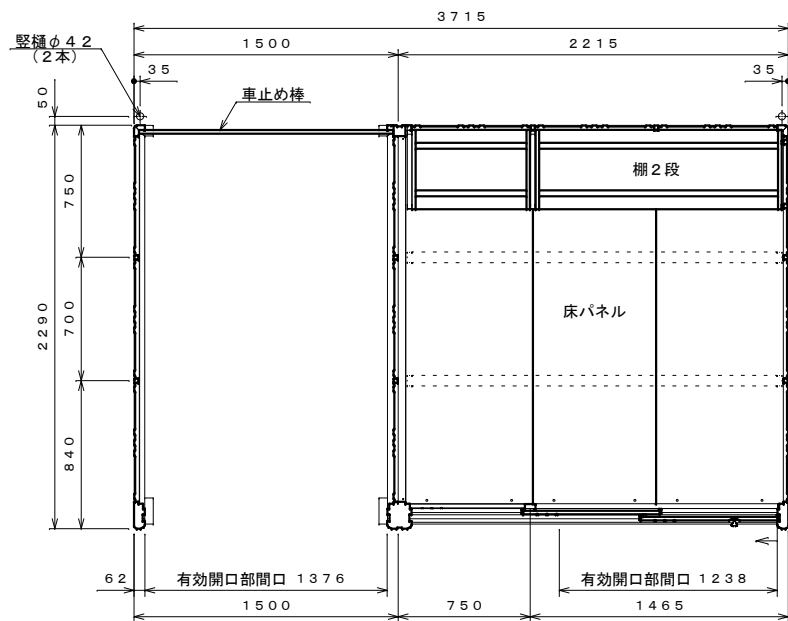 3715
1500
2215
竪樋φ42
(2本)
35
35
50
車止め棒
棚2段
750
700
840
2290
床パネル
62
有効開口部間口 1376
有効開口部間口 1238
1500
750
1465